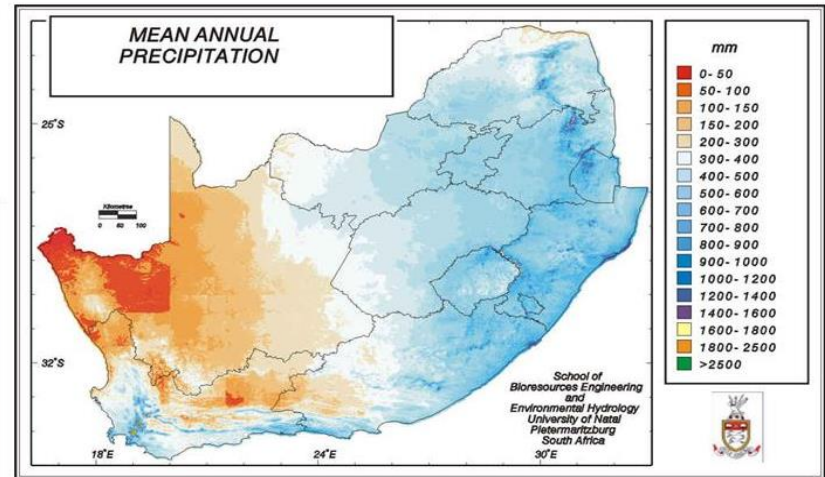 MEAN ANNUAL
PRECIPITATION
mm
0- 50
50- 100
100- 150
150- 200
200- 300
300- 400
400- 500
500- 600
600- 700
700- 800
800- 900
900- 1000
1000- 1200
1200- 1400
1400- 1600
1600- 1800
1800- 2500
>2500
26°S
Kilometres
0 50 100
32°S
School of
Bioresources Engineering
and
Environmental Hydrology
University of Natal
Pietermaritzburg
South Africa
18°E
24°E
30°E